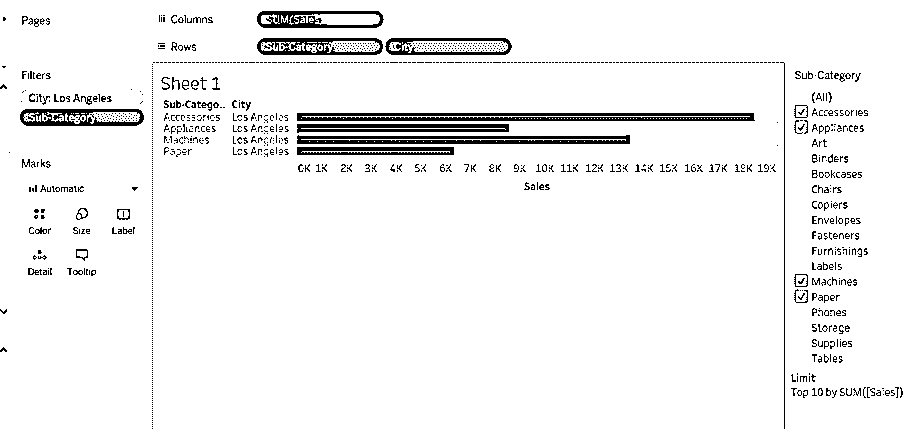 Pages
Columns
SUM(Sales)
Rows
Sub-Category
City
Filters
City: Los Angeles
Sub-Category
Marks
Automatic
Color Size Label
Detail Tooltip
Sheet 1
Sub-Catego.. City
Accessories Los Angeles
Appliances Los Angeles
Machines Los Angeles
Paper Los Angeles
0K 1K 2K 3K 4K 5K 6K 7K 8K 9K 10K 11K 12K 13K 14K 15K 16K 17K 18K 19K
Sales
Sub-Category
(All)
Accessories
Appliances
Art
Binders
Bookcases
Chairs
Copiers
Envelopes
Fasteners
Furnishings
Labels
Machines
Paper
Phones
Storage
Supplies
Tables
Limit
Top 10 by SUM([Sales])